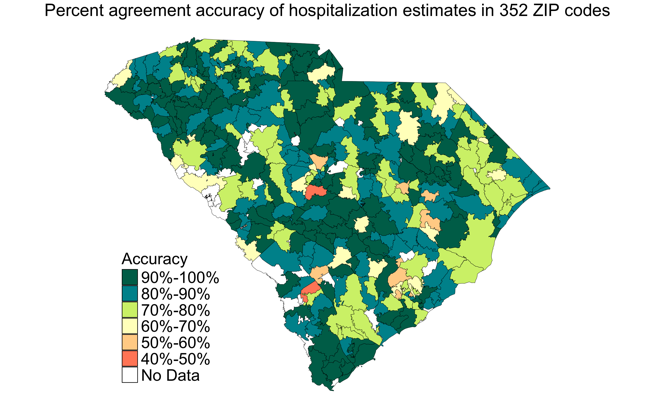 Percent agreement accuracy of hospitalization estimates in 352 ZIP codes
Accuracy
90%-100%
80%-90%
70%-80%
60%-70%
50%-60%
40%-50%
No Data